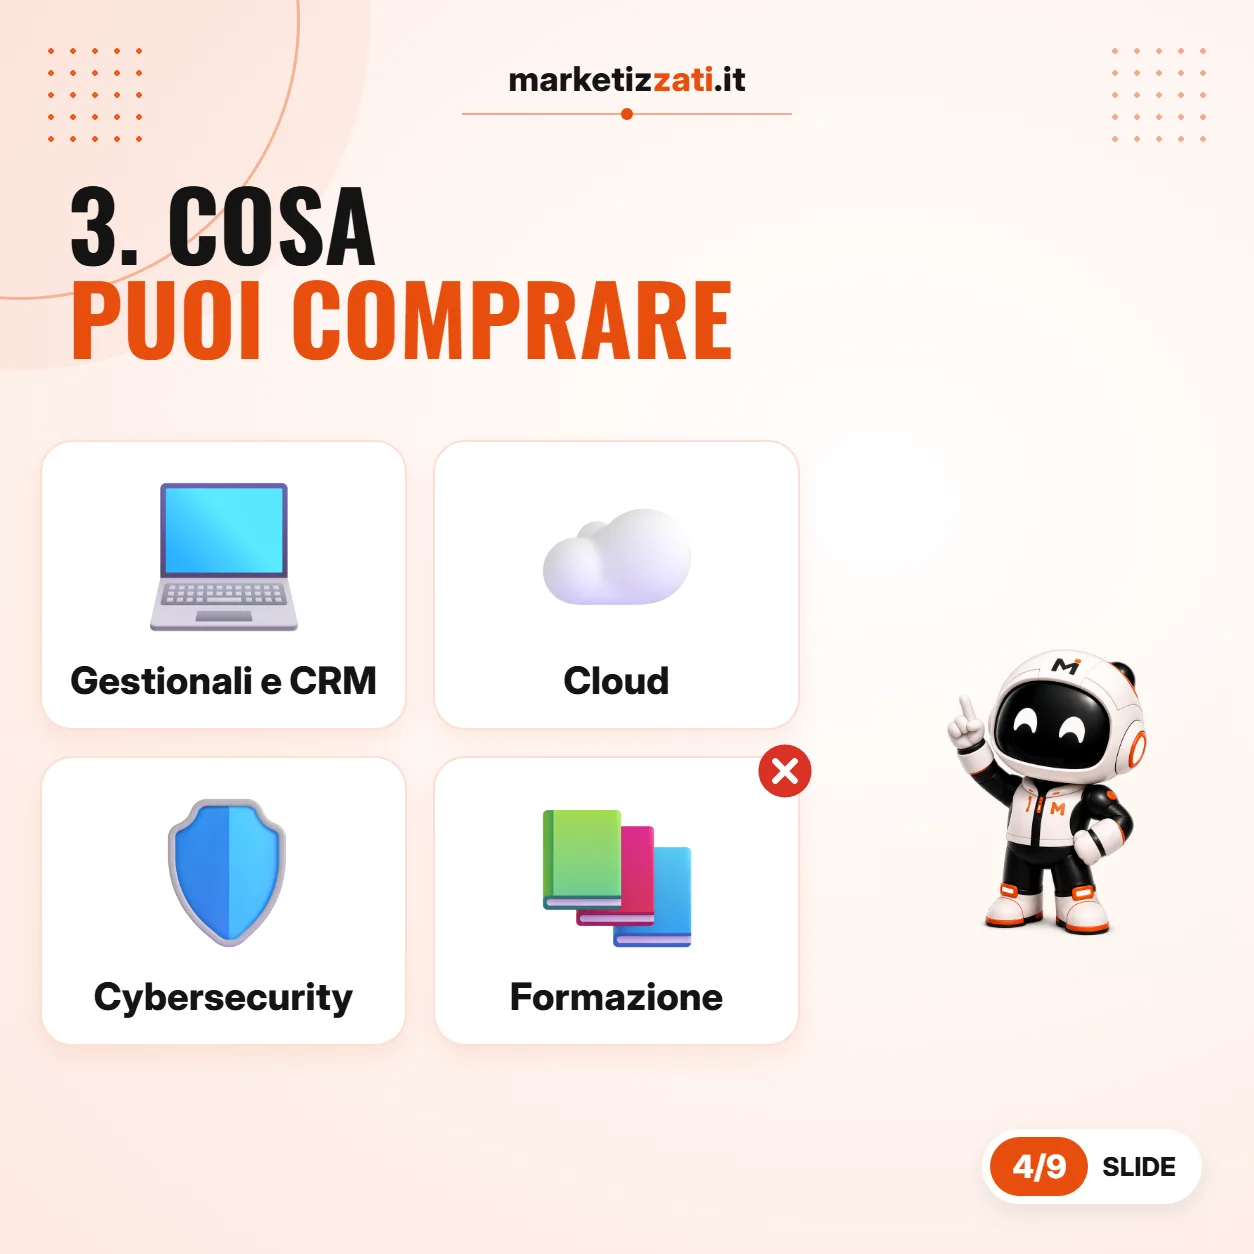 marketizzati.it
3. COSA
PUOI COMPRARE
Gestionali e CRM
Cloud
Cybersecurity
Formazione
M
M
4/9 SLIDE